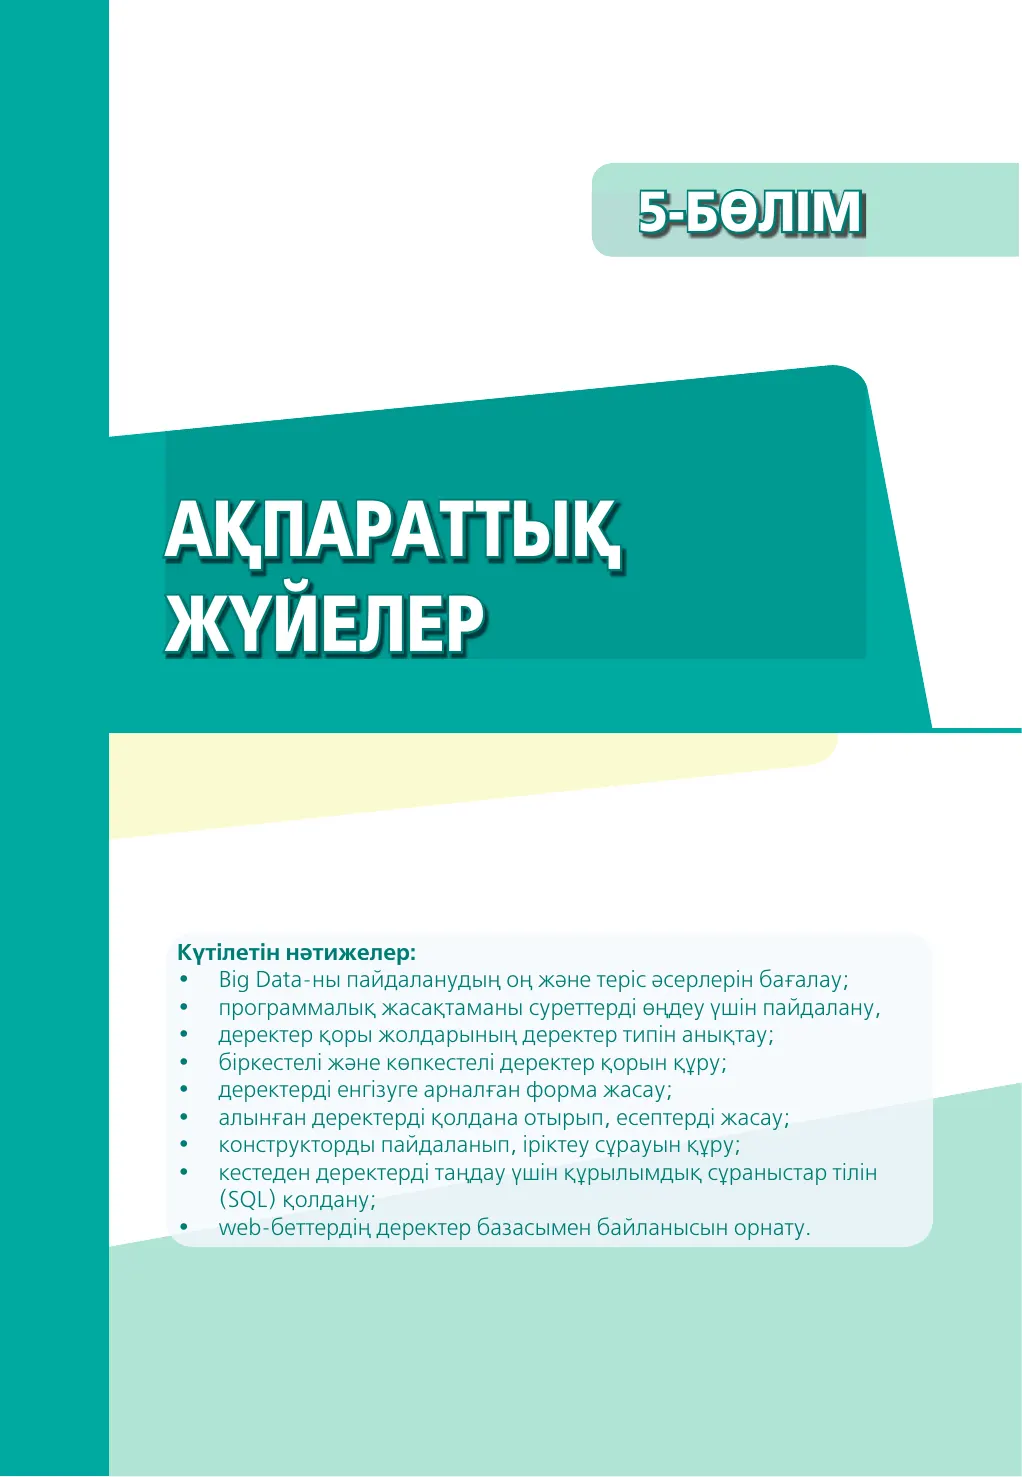 5-БӨЛІМ
АҚПАРАТТЫҚ
ЖҮЙЕЛЕР
Күтілетін нәтижелер:
• Big Data-ны пайдаланудың оң және теріс әсерлерін бағалау;
• программалық жасақтаманы суреттерді өңдеу үшін пайдалану,
• деректер қоры жолдарының деректер типін анықтау;
• біркестелі және көпкестелі деректер қорын құру;
• деректерді енгізуге арналған форма жасау;
• алынған деректерді қолдана отырып, есептерді жасау;
• конструкторды пайдаланып, іріктеу сұрауын құру;
• кестеден деректерді таңдау үшін құрылымдық сұраныстар тілін
(SQL) қолдану;
• web-беттердің деректер базасымен байланысын орнату.